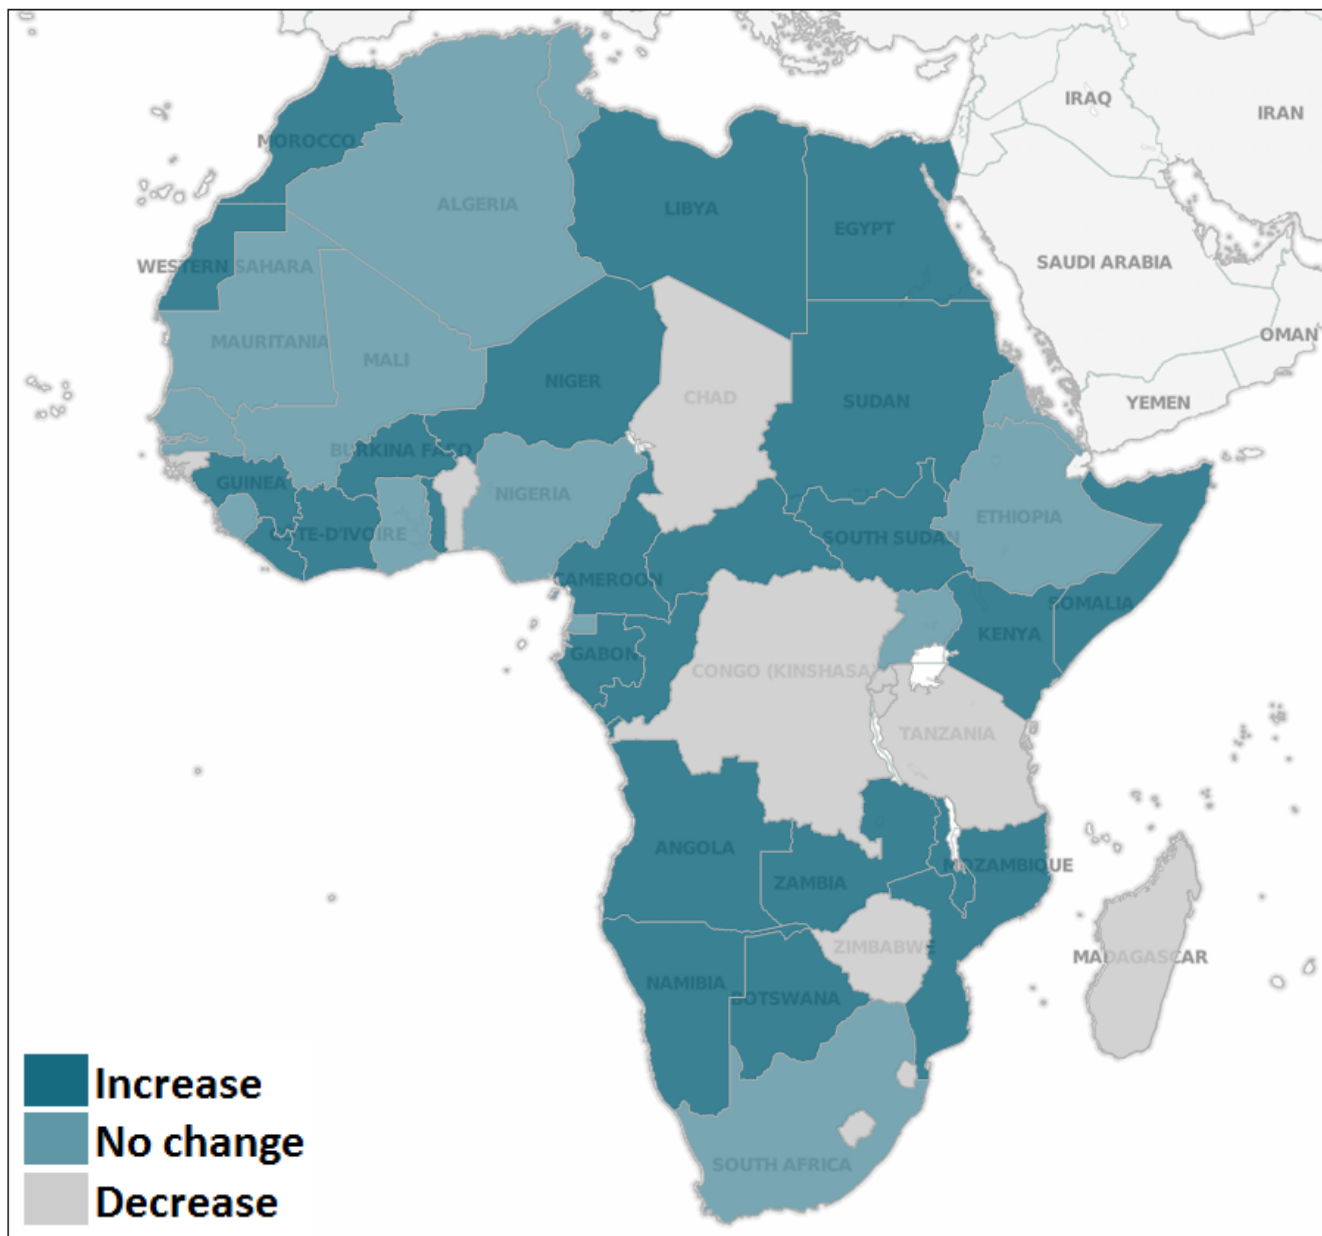 IRAQ
IRAN
MOROCCO
ALGERIA
LIBYA
EGYPT
WESTERN SAHARA
SAUDI ARABIA
MAURITANIA
OMAN
MALI
NIGER
CHAD
SUDAN
YEMEN
BURKINA FASO
GUINEA
NIGERIA
ETHIOPIA
CÔTE-D'IVOIRE
SOUTH SUDAN
CAMEROON
SOMALIA
KENYA
GABON
CONGO (KINSHASA)
TANZANIA
ANGOLA
MOZAMBIQUE
ZAMBIA
ZIMBABWE
MADAGASCAR
NAMIBIA
BOTSWANA
SOUTH AFRICA
Increase
No change
Decrease